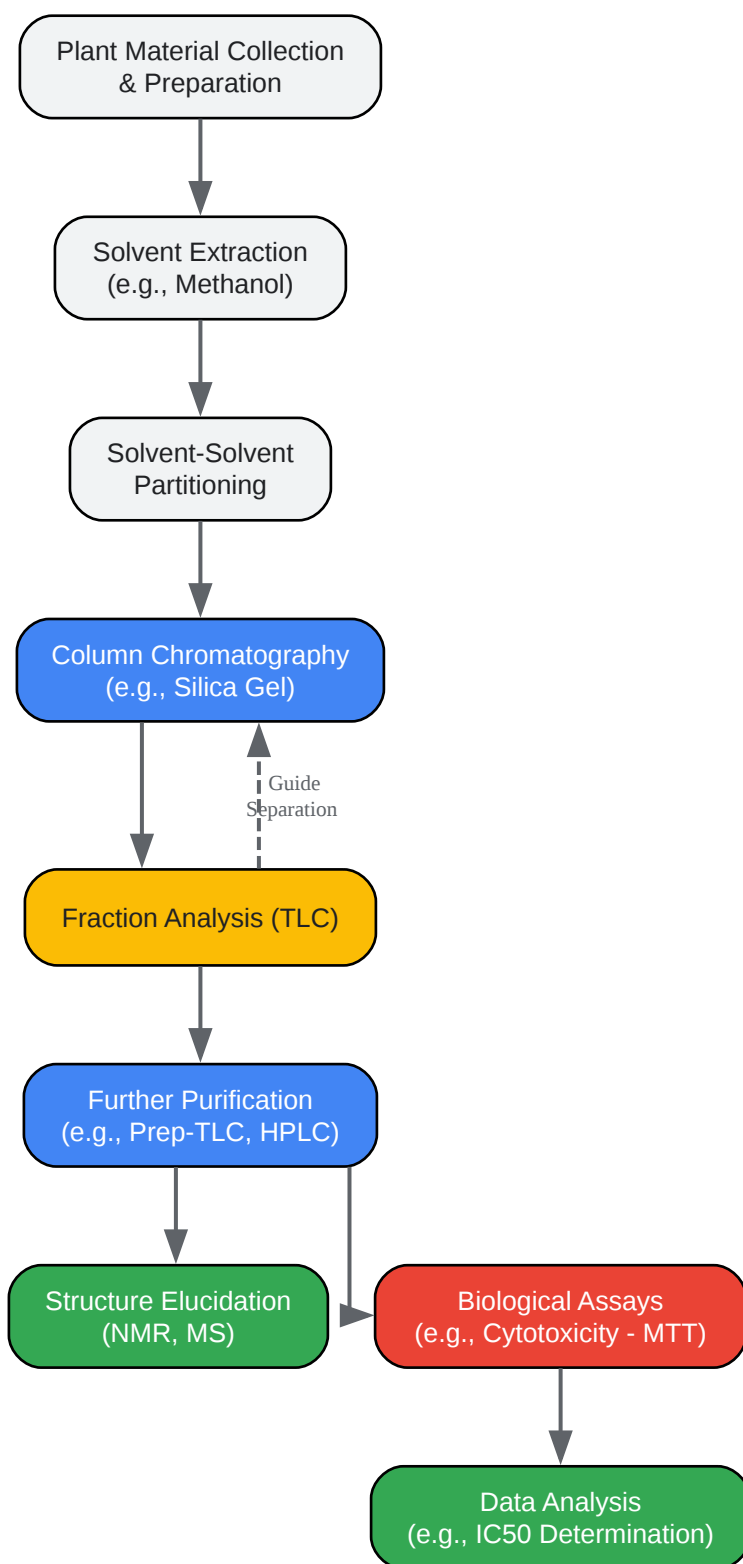 Plant Material Collection
& Preparation
Solvent Extraction
(e.g., Methanol)
Solvent-Solvent
Partitioning
Column Chromatography
(e.g., Silica Gel)
Guide
Separation
Fraction Analysis (TLC)
Further Purification
(e.g., Prep-TLC, HPLC)
Structure Elucidation
(NMR, MS)
Biological Assays
(e.g., Cytotoxicity - MTT)
Data Analysis
(e.g., IC50 Determination)